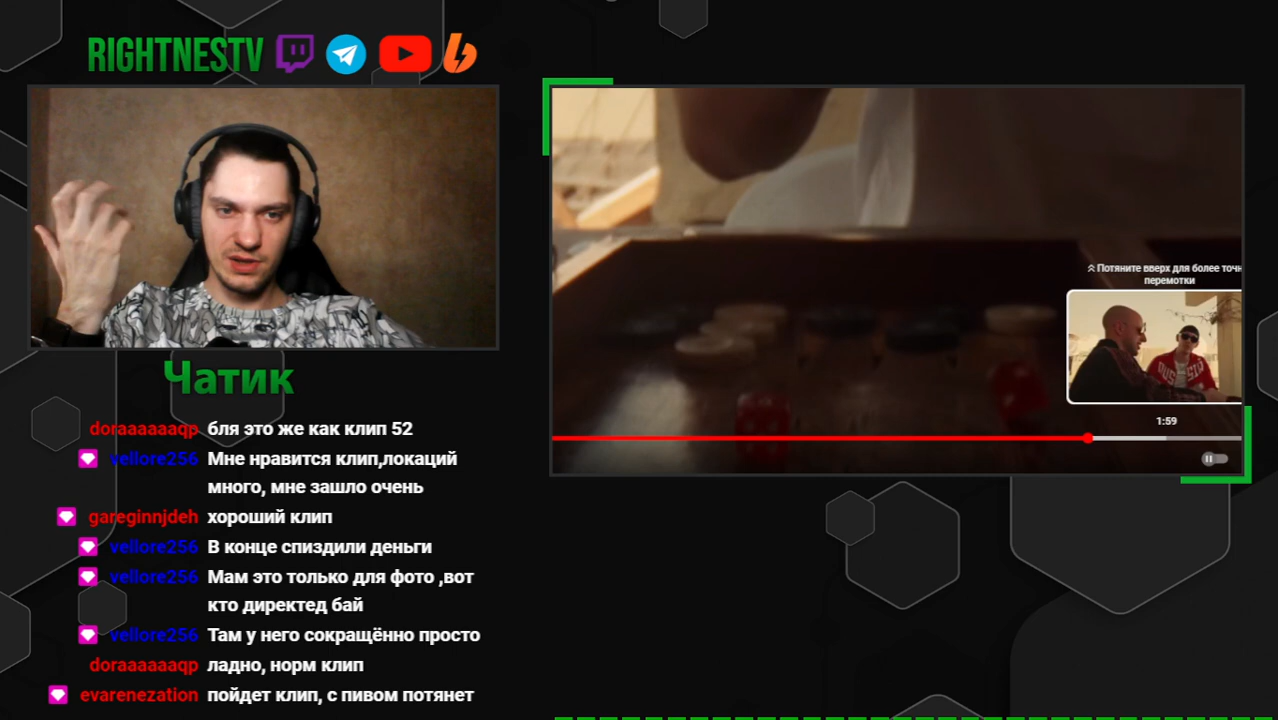 RIGHTNESTV
Потяните вверх для более точн
перемотки
1:59
Чатик
doraaaaaaqp бля это же как клип 52
vellore256 Мне нравится клип,локаций
много, мне зашло очень
gareginnjdeh хороший клип
vellore256 В конце спиздили деньги
vellore256 Мам это только для фото ,вот
кто директед бай
vellore256 Там у него сокращённо просто
doraaaaaaqp ладно, норм клип
evarenezation пойдет клип, с пивом потянет